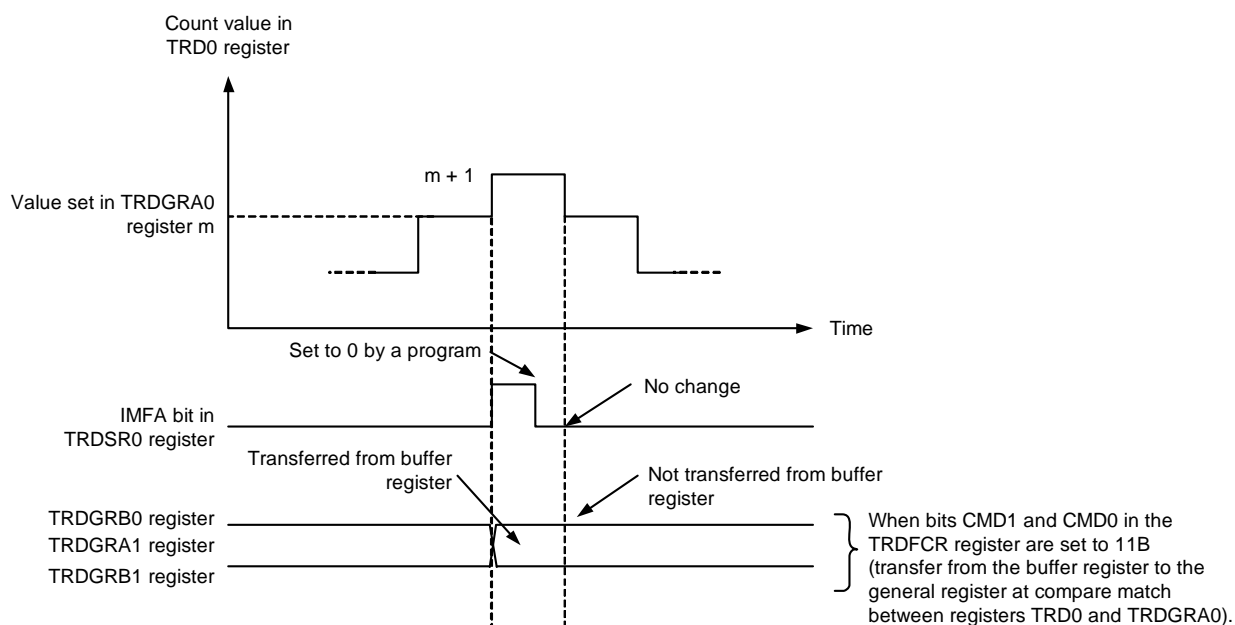 Count value in
TRD0 register
m + 1
Value set in TRDGRA0
register m
Time
Set to 0 by a program
No change
IMFA bit in
TRDSR0 register
Transferred from buffer
register
Not transferred from buffer
register
TRDGRB0 register
TRDGRA1 register
TRDGRB1 register
When bits CMD1 and CMD0 in the
TRDFCR register are set to 11B
(transfer from the buffer register to the
general register at compare match
between registers TRD0 and TRDGRA0).